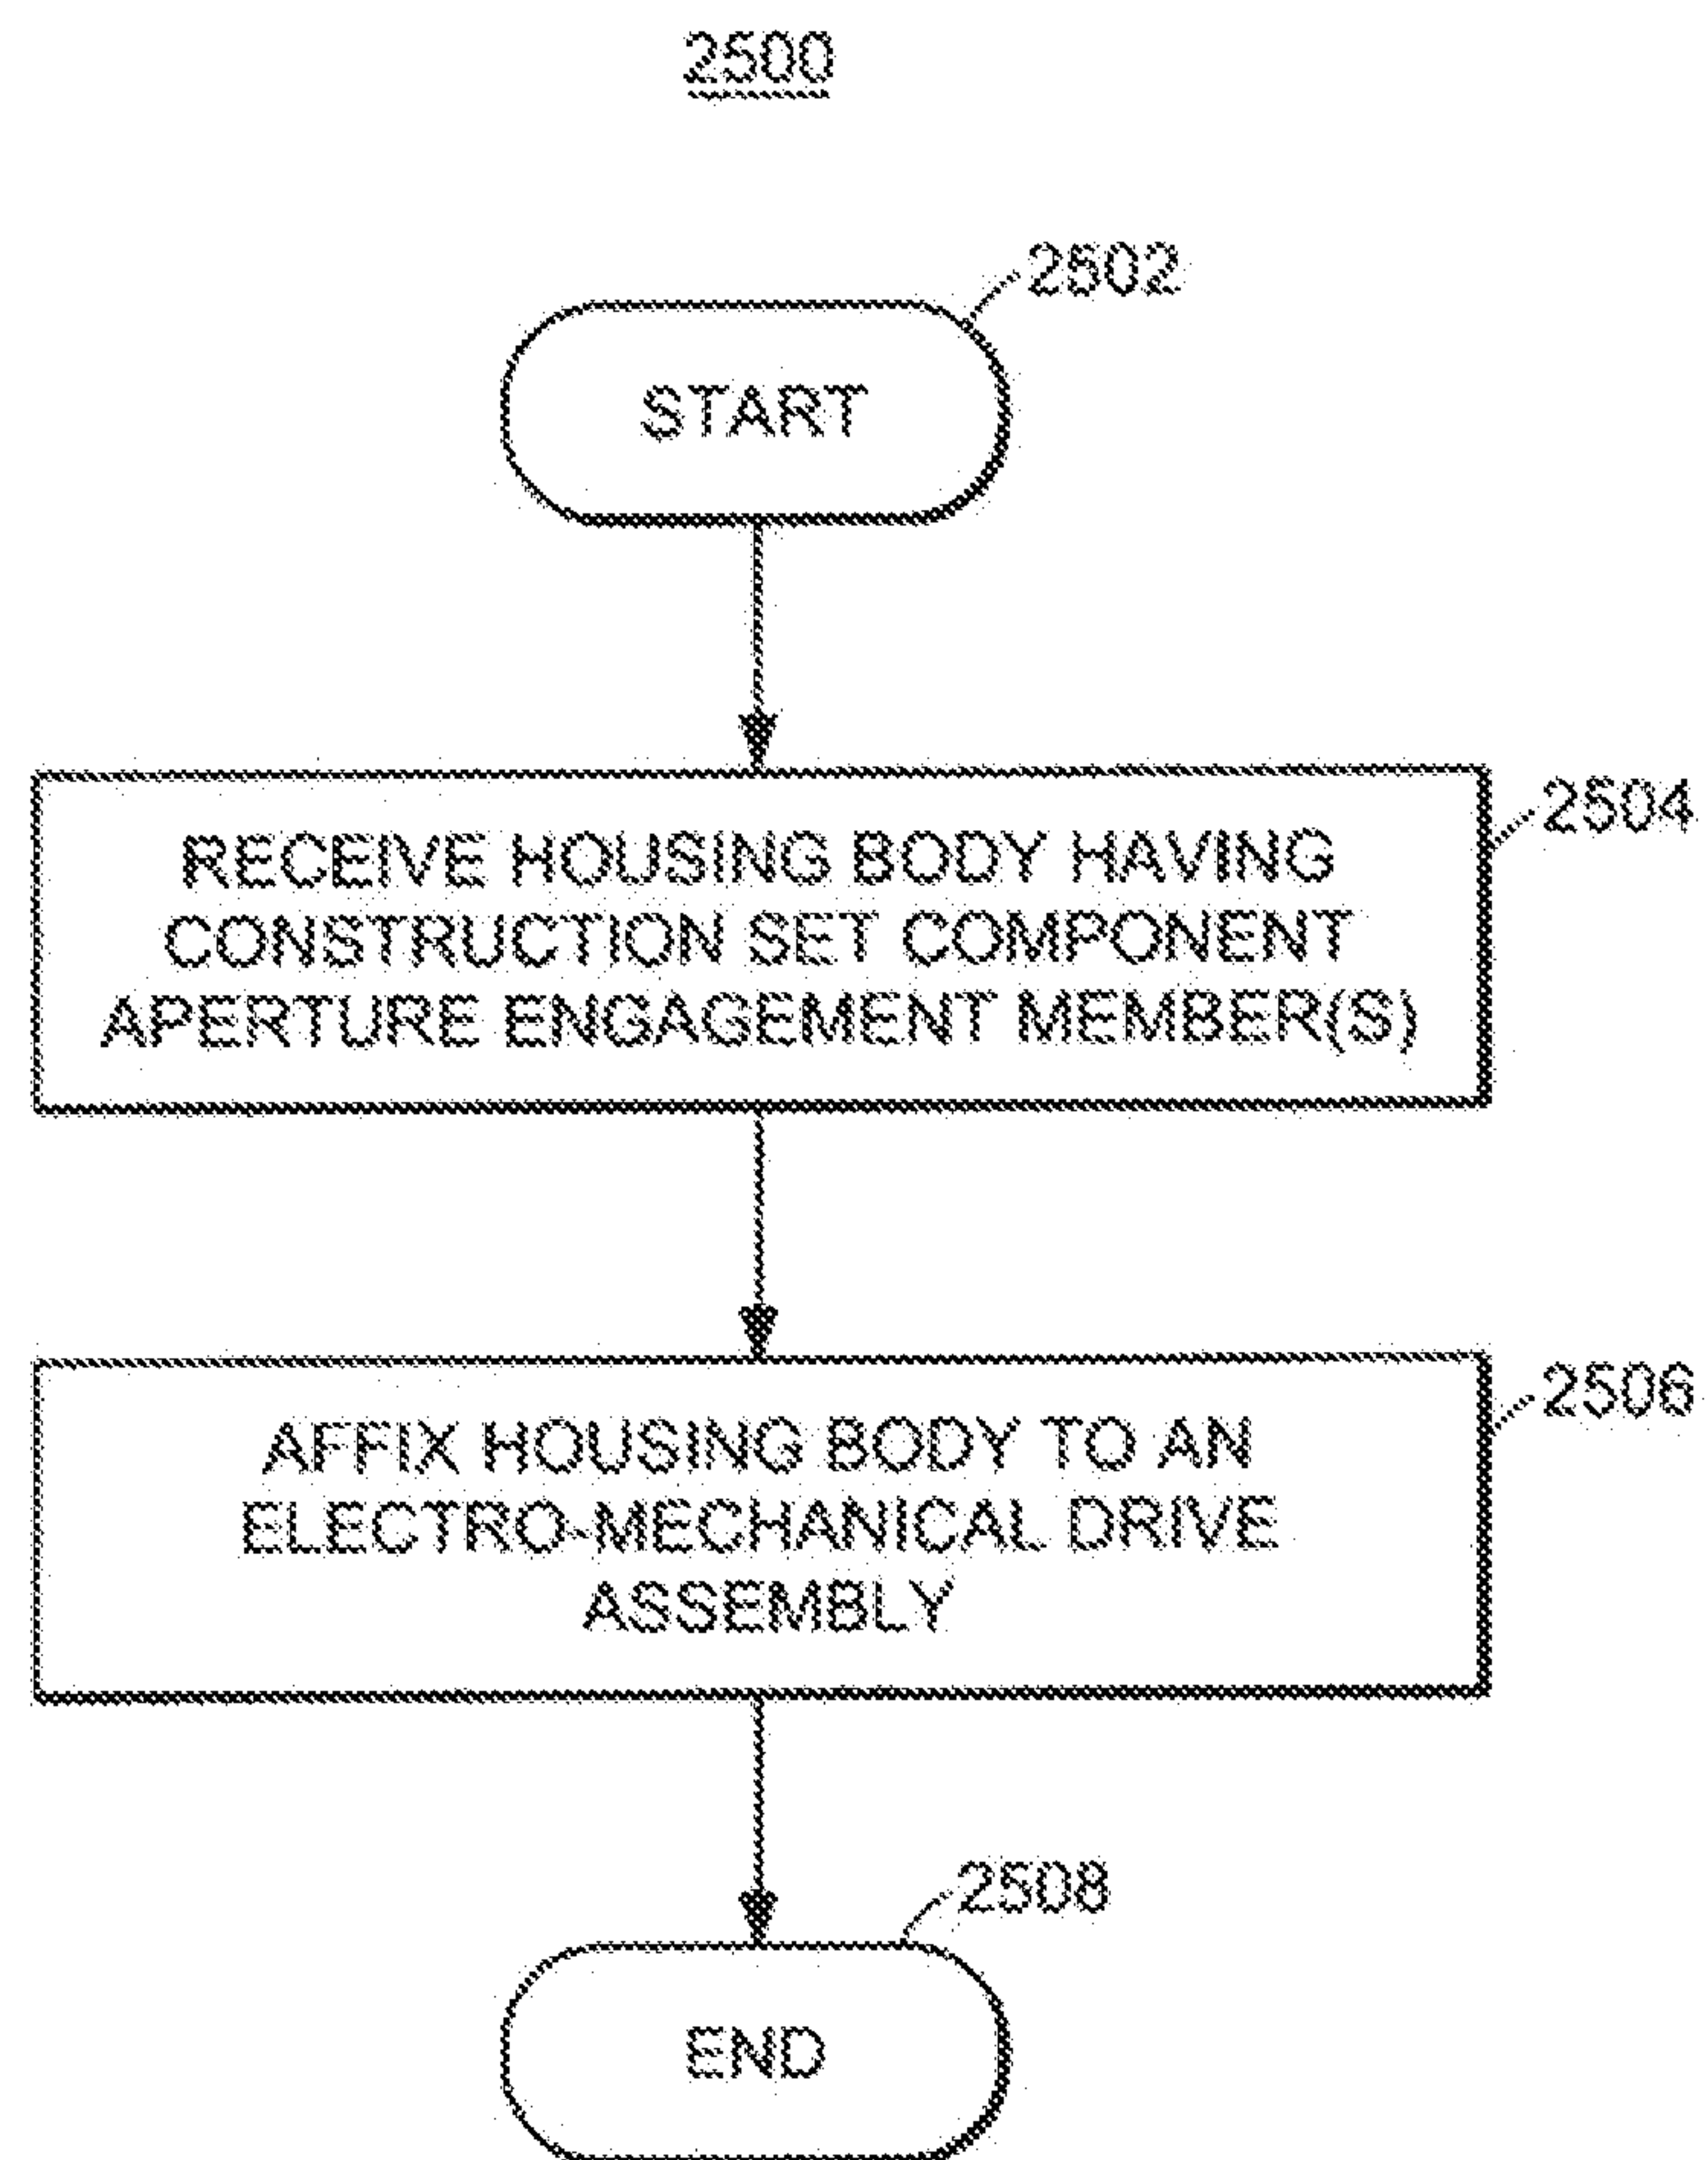 2500
2502
START
2504
RECEIVE HOUSING BODY HAVING
CONSTRUCTION SET COMPONENT
APERTURE ENGAGEMENT MEMBER(S)
2506
AFFIX HOUSING BODY TO AN
ELECTRO-MECHANICAL DRIVE
ASSEMBLY
2508
END